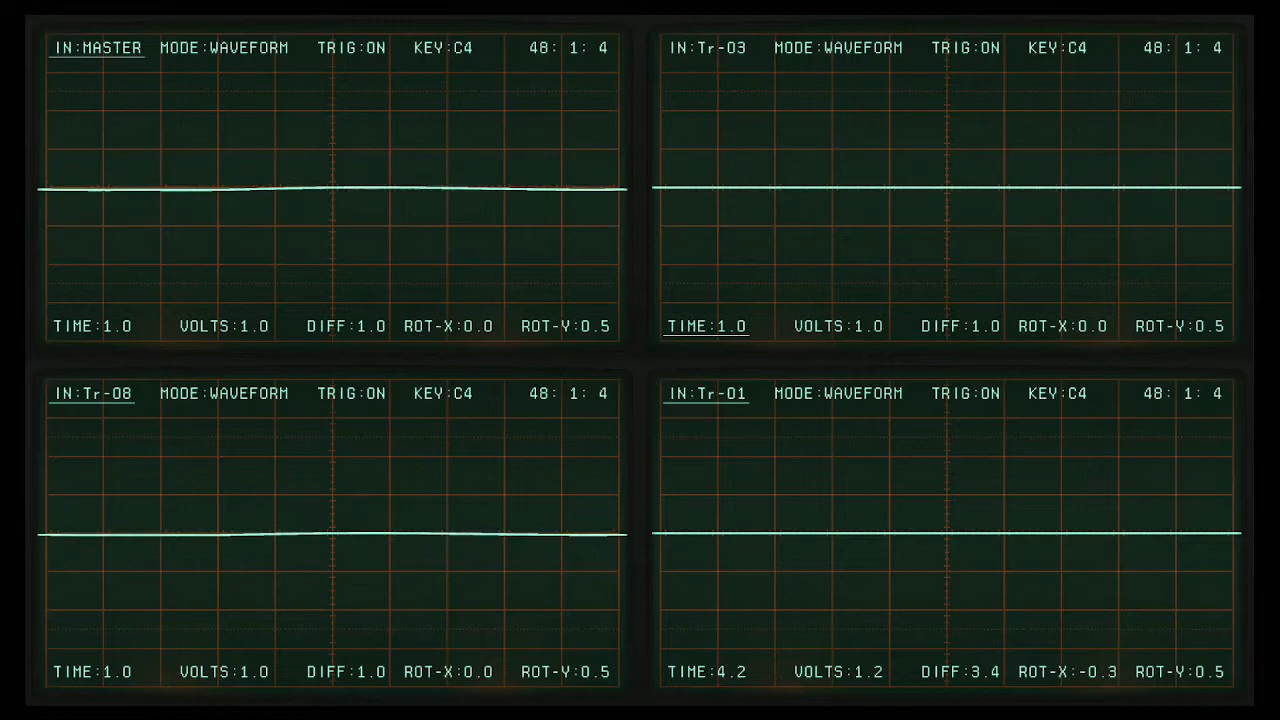 IN:MASTER MODE:WAVEFORM TRIG:ON KEY:C4 48: 1: 4
TIME:1.0 VOLTS:1.0 DIFF:1.0 ROT-X:0.0 ROT-Y:0.5
IN:Tr-03 MODE:WAVEFORM TRIG:ON KEY:C4 48: 1: 4
TIME:1.0 VOLTS:1.0 DIFF:1.0 ROT-X:0.0 ROT-Y:0.5
IN:Tr-08 MODE:WAVEFORM TRIG:ON KEY:C4 48: 1: 4
TIME:1.0 VOLTS:1.0 DIFF:1.0 ROT-X:0.0 ROT-Y:0.5
IN:Tr-01 MODE:WAVEFORM TRIG:ON KEY:C4 48: 1: 4
TIME:4.2 VOLTS:1.2 DIFF:3.4 ROT-X:-0.3 ROT-Y:0.5